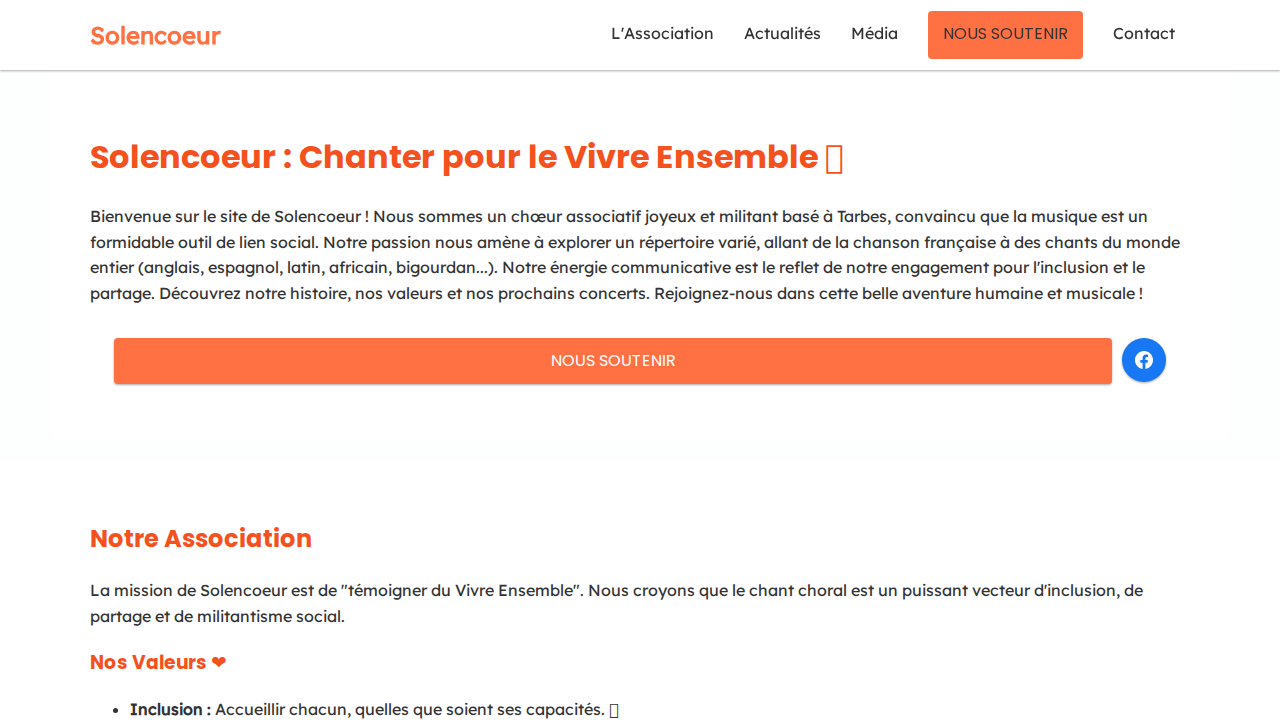 Solencoeur
L'Association
Actualités
Média
NOUS SOUTENIR
Contact
Solencoeur : Chanter pour le Vivre Ensemble
Bienvenue sur le site de Solencoeur ! Nous sommes un chœur associatif joyeux et militant basé à Tarbes, convaincu que la musique est un
formidable outil de lien social. Notre passion nous amène à explorer un répertoire varié, allant de la chanson française à des chants du monde
entier (anglais, espagnol, latin, africain, bigourdan...). Notre énergie communicative est le reflet de notre engagement pour l'inclusion et le
partage. Découvrez notre histoire, nos valeurs et nos prochains concerts. Rejoignez-nous dans cette belle aventure humaine et musicale !
NOUS SOUTENIR
Notre Association
La mission de Solencoeur est de "témoigner du Vivre Ensemble". Nous croyons que le chant choral est un puissant vecteur d'inclusion, de
partage et de militantisme social.
Nos Valeurs ❤
• Inclusion : Accueillir chacun, quelles que soient ses capacités.